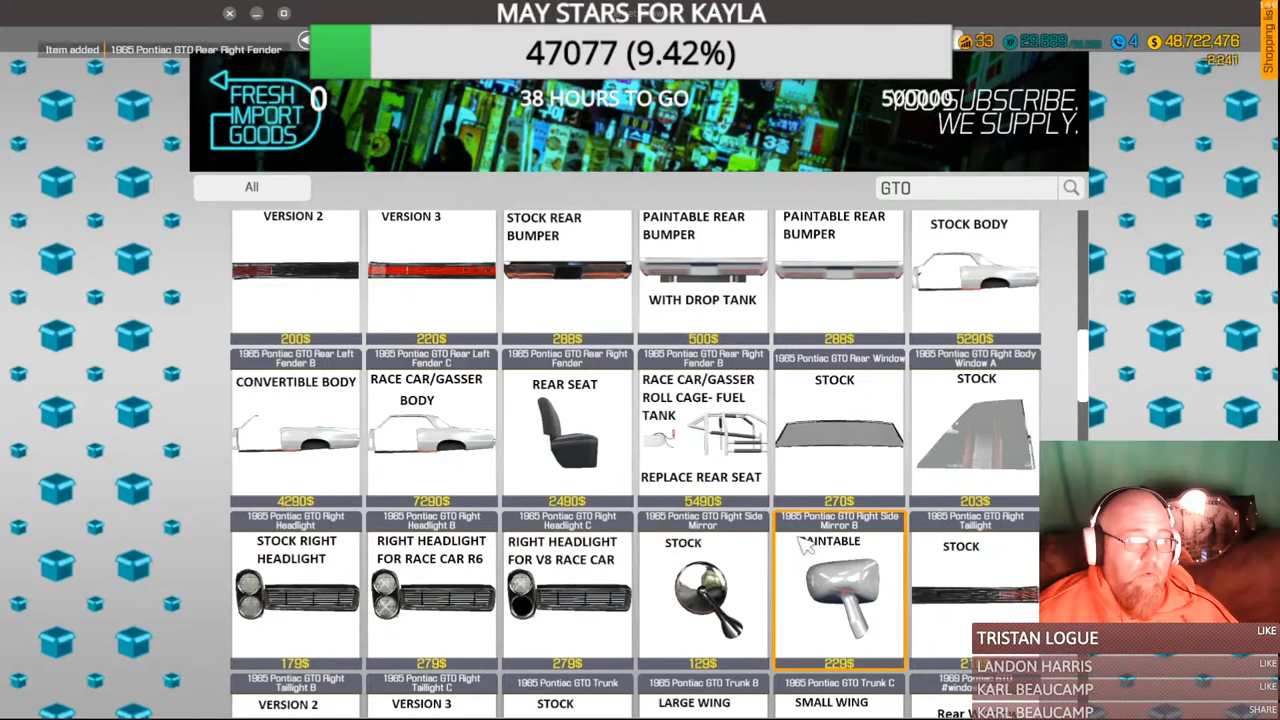 MAY STARS FOR KAYLA
47077 (9.42%)
0
38 HOURS TO GO
500000
Item added
1965 Pontiac GTO Rear Right Fender
33
4
48,722,476
-2,241
Shopping list
FRESH
IMPORT
GOODS
YOU SUBSCRIBE.
WE SUPPLY.
All
GTO
VERSION 2
VERSION 3
STOCK REAR
BUMPER
PAINTABLE REAR
BUMPER
WITH DROP TANK
PAINTABLE REAR
BUMPER
STOCK BODY
200$
220$
288$
500$
288$
5290$
1965 Pontiac GTO Rear Left
Fender B
1965 Pontiac GTO Rear Left
Fender C
1965 Pontiac GTO Rear Right
Fender
1965 Pontiac GTO Rear Right
Fender B
1965 Pontiac GTO Rear Window
1965 Pontiac GTO Right Body
Window A
CONVERTIBLE BODY
RACE CAR/GASSER
BODY
REAR SEAT
RACE CAR/GASSER
ROLL CAGE- FUEL
TANK
REPLACE REAR SEAT
STOCK
STOCK
4290$
7290$
2490$
5490$
270$
203$
1965 Pontiac GTO Right
Headlight
1965 Pontiac GTO Right
Headlight B
1965 Pontiac GTO Right
Headlight C
1965 Pontiac GTO Right Side
Mirror
1965 Pontiac GTO Right Side
Mirror B
1965 Pontiac GTO Right
Taillight
STOCK RIGHT
HEADLIGHT
RIGHT HEADLIGHT
FOR RACE CAR R6
RIGHT HEADLIGHT
FOR V8 RACE CAR
STOCK
PAINTABLE
STOCK
179$
279$
279$
129$
229$
1965 Pontiac GTO Right
Taillight B
1965 Pontiac GTO Right
Taillight C
1965 Pontiac GTO Trunk
1965 Pontiac GTO Trunk B
1965 Pontiac GTO Trunk C
VERSION 2
VERSION 3
STOCK
LARGE WING
SMALL WING
TRISTAN LOGUE
LIKE
LANDON HARRIS
LIKE
KARL BEAUCAMP
LIKE
KARL BEAUCAMP
SHARE